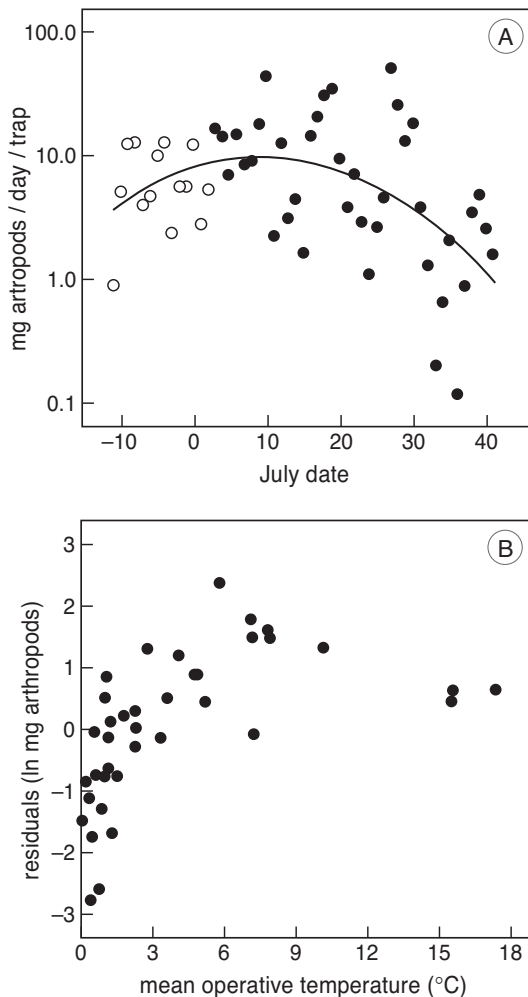 100.0
A
10.0
1.0
0.1
mg artropods / day / trap
–10 0 10 20 30 40
July date
B
3
2
1
0
–1
–2
–3
residuals (ln mg arthropods)
0 3 6 9 12 15 18
mean operative temperature (°C)